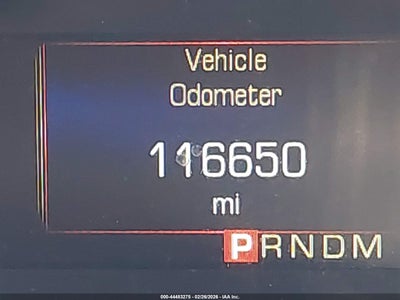 Vehicle
Odometer
116650
mi
PRNDM
000-44483275 - 02/26/2026 - IAA Inc.